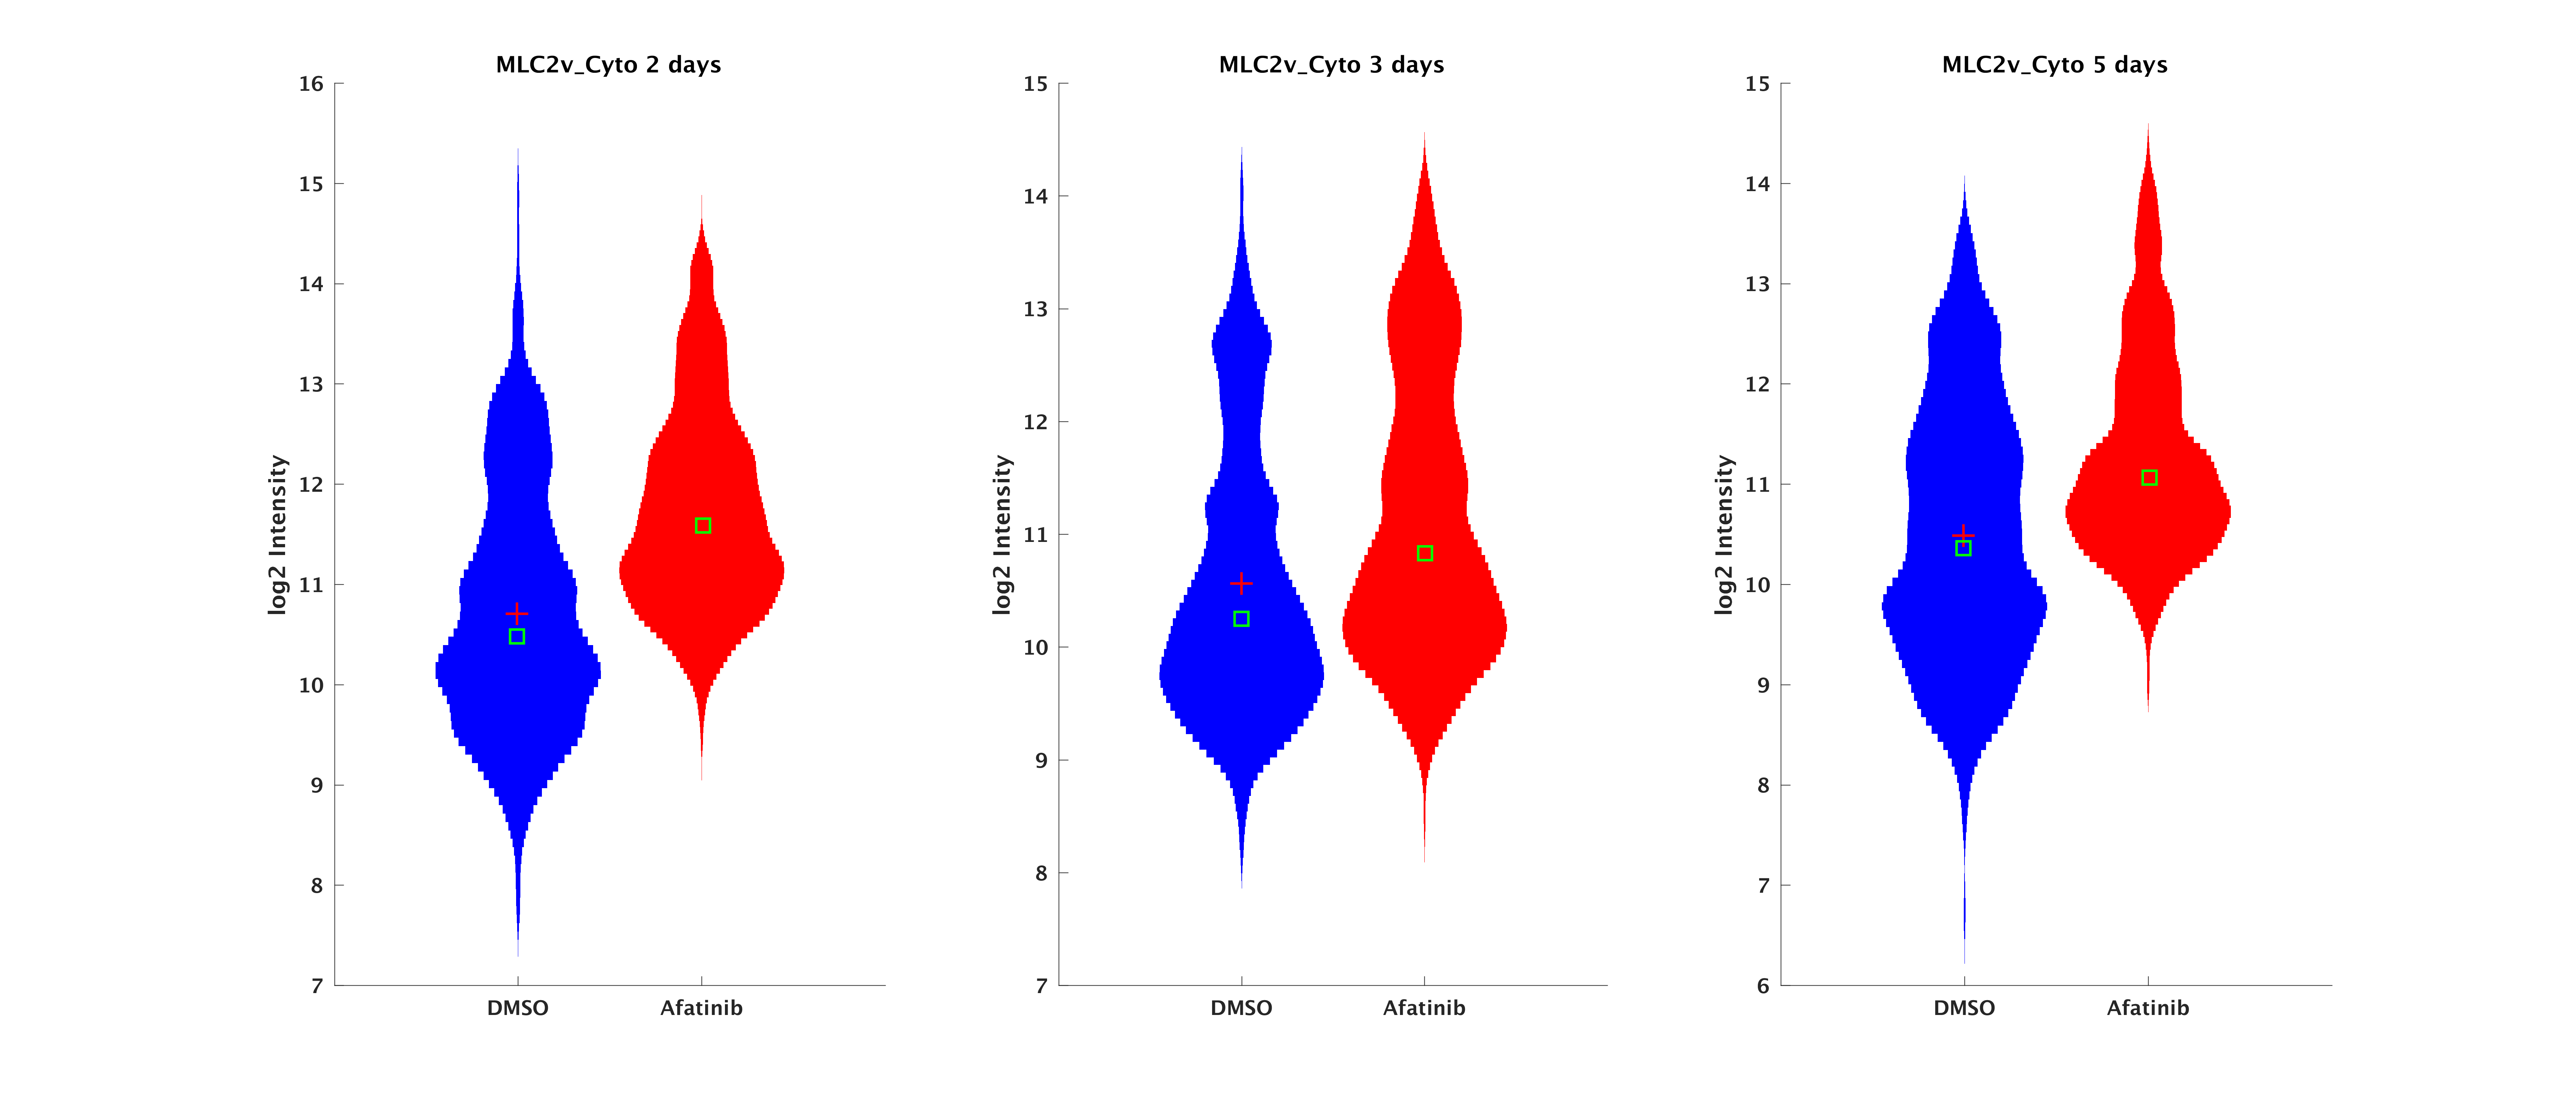 MLC2v_Cyto 2 days
log2 Intensity
16
15
14
13
12
11
10
9
8
7
DMSO
Afatinib
MLC2v_Cyto 3 days
log2 Intensity
15
14
13
12
11
10
9
8
7
DMSO
Afatinib
MLC2v_Cyto 5 days
log2 Intensity
15
14
13
12
11
10
9
8
7
6
DMSO
Afatinib